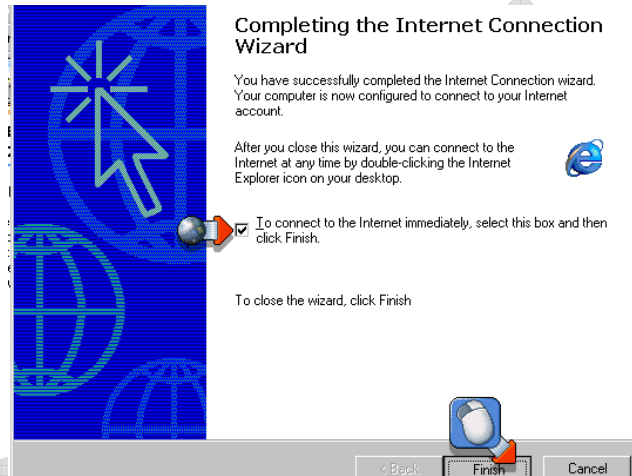 Completing the Internet Connection
Wizard
You have successfully completed the Internet Connection wizard.
Your computer is now configured to connect to your Internet
account.
After you close this wizard, you can connect to the
Internet at any time by double-clicking the Internet
Explorer icon on your desktop.
To connect to the Internet immediately, select this box and then
click Finish.
To close the wizard, click Finish
< Back
Finish
Cancel